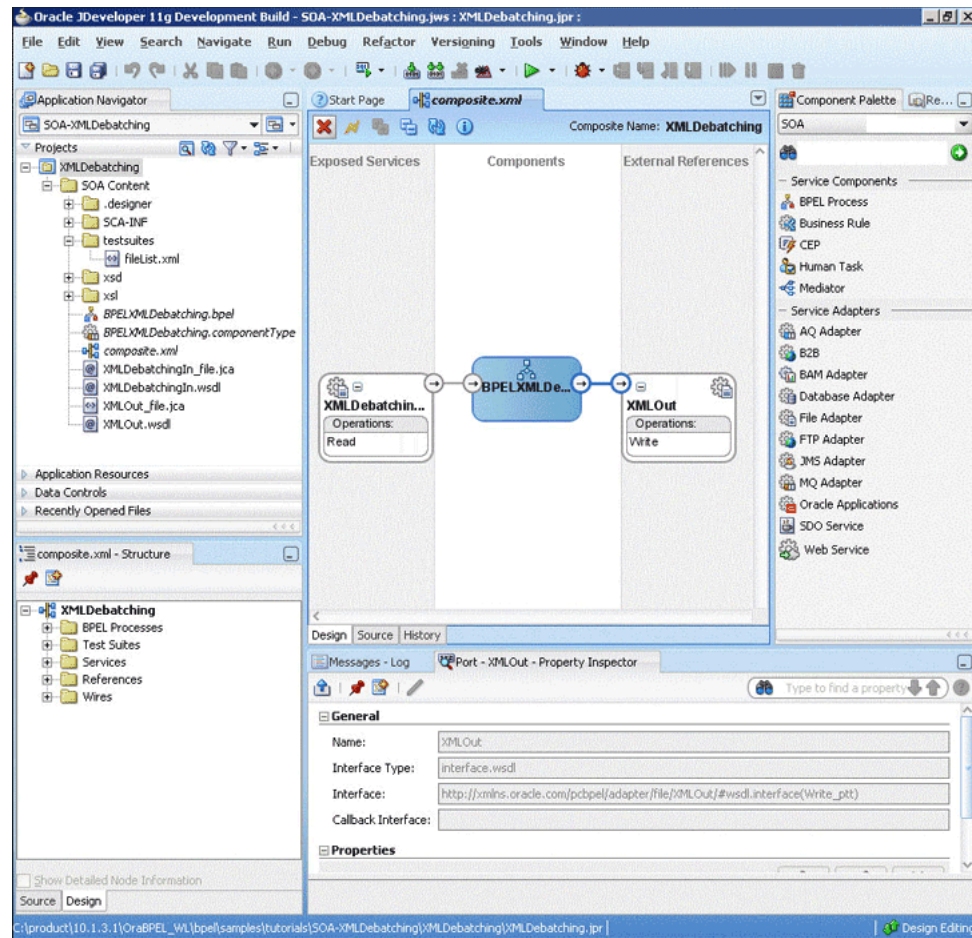 Oracle JDeveloper 11g Development Build - SOA-XMLDebatching.jws : XMLDebatching.jpr :
File Edit View Search Navigate Run Debug Refactor Versioning Tools Window Help
Application Navigator
SOA-XMLDebatching
Projects
XMLDebatching
SOA Content
.designer
SCA-INF
testsuites
fileList.xml
xsd
xsl
BPELXMLDebatching.bpel
BPELXMLDebatching.componentType
composite.xml
XMLDebatchingIn_file.jca
XMLDebatchingIn.wsdl
XMLOut_file.jca
XMLOut.wsdl
Application Resources
Data Controls
Recently Opened Files
composite.xml - Structure
XMLDebatching
BPEL Processes
Test Suites
Services
References
Wires
Show Detailed Node Information
Source Design
Start Page composite.xml
Composite Name: XMLDebatching
Exposed Services Components External References
XMLDebatchin...
Operations:
Read
BPELXMLDe...
XMLOut
Operations:
Write
Design Source History
Component Palette Re...
SOA
Service Components
BPEL Process
Business Rule
CEP
Human Task
Mediator
Service Adapters
AQ Adapter
B2B
BAM Adapter
Database Adapter
File Adapter
FTP Adapter
JMS Adapter
MQ Adapter
Oracle Applications
SDO Service
Web Service
Messages - Log Port - XMLOut - Property Inspector
Type to find a property
General
Name: XMLOut
Interface Type: interface.wsdl
Interface: http://xmlns.oracle.com/pcbpel/adapter/file/XMLOut/#wsdl.interface(Write_ptt)
Callback Interface:
Properties
C:\product\10.1.3.1\OraBPEL_WL\bpel\samples\tutorials\SOA-XMLDebatching\XMLDebatching\XMLDebatching.jpr Design Editing